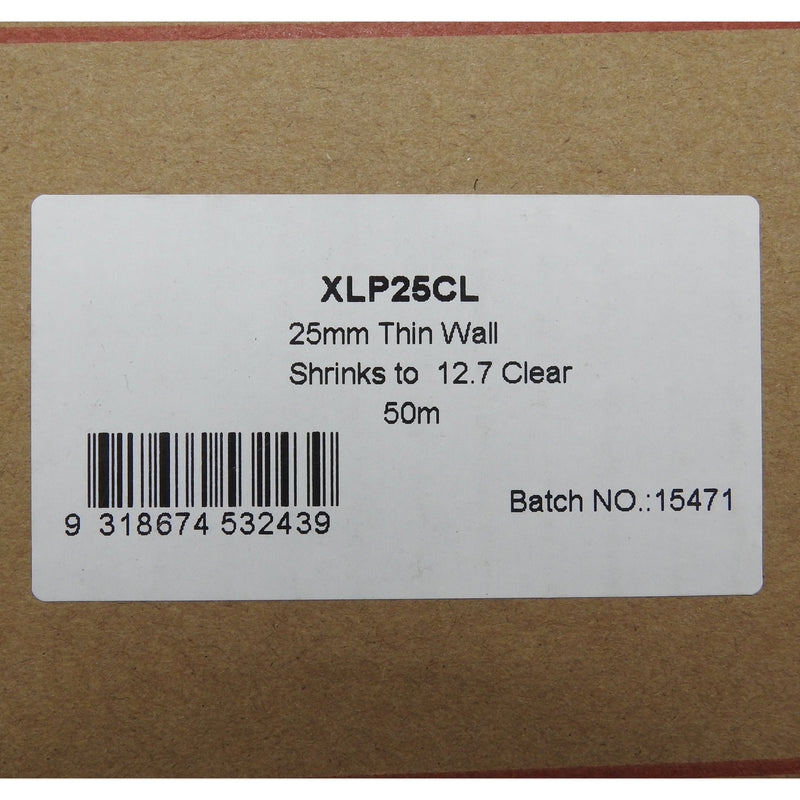 XLP25CL
25mm Thin Wall
Shrinks to 12.7 Clear
50m
9 318674 532439
Batch NO.:15471